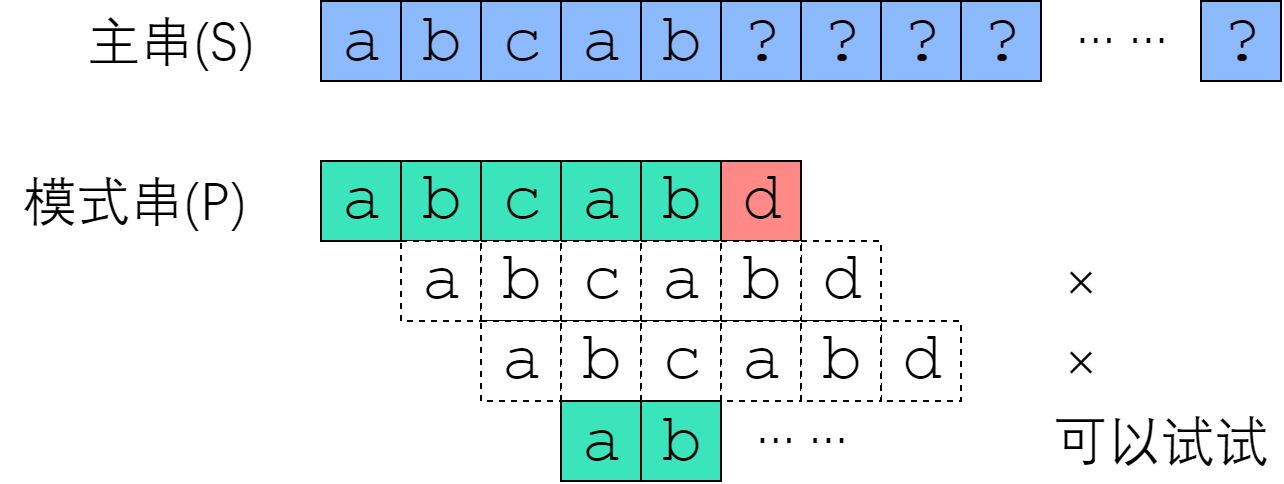 主串(S) a b c a b ? ? ? ? … … ?
模式串(P) a b c a b d
a b c a b d ×
a b c a b d ×
a b … … 可以试试